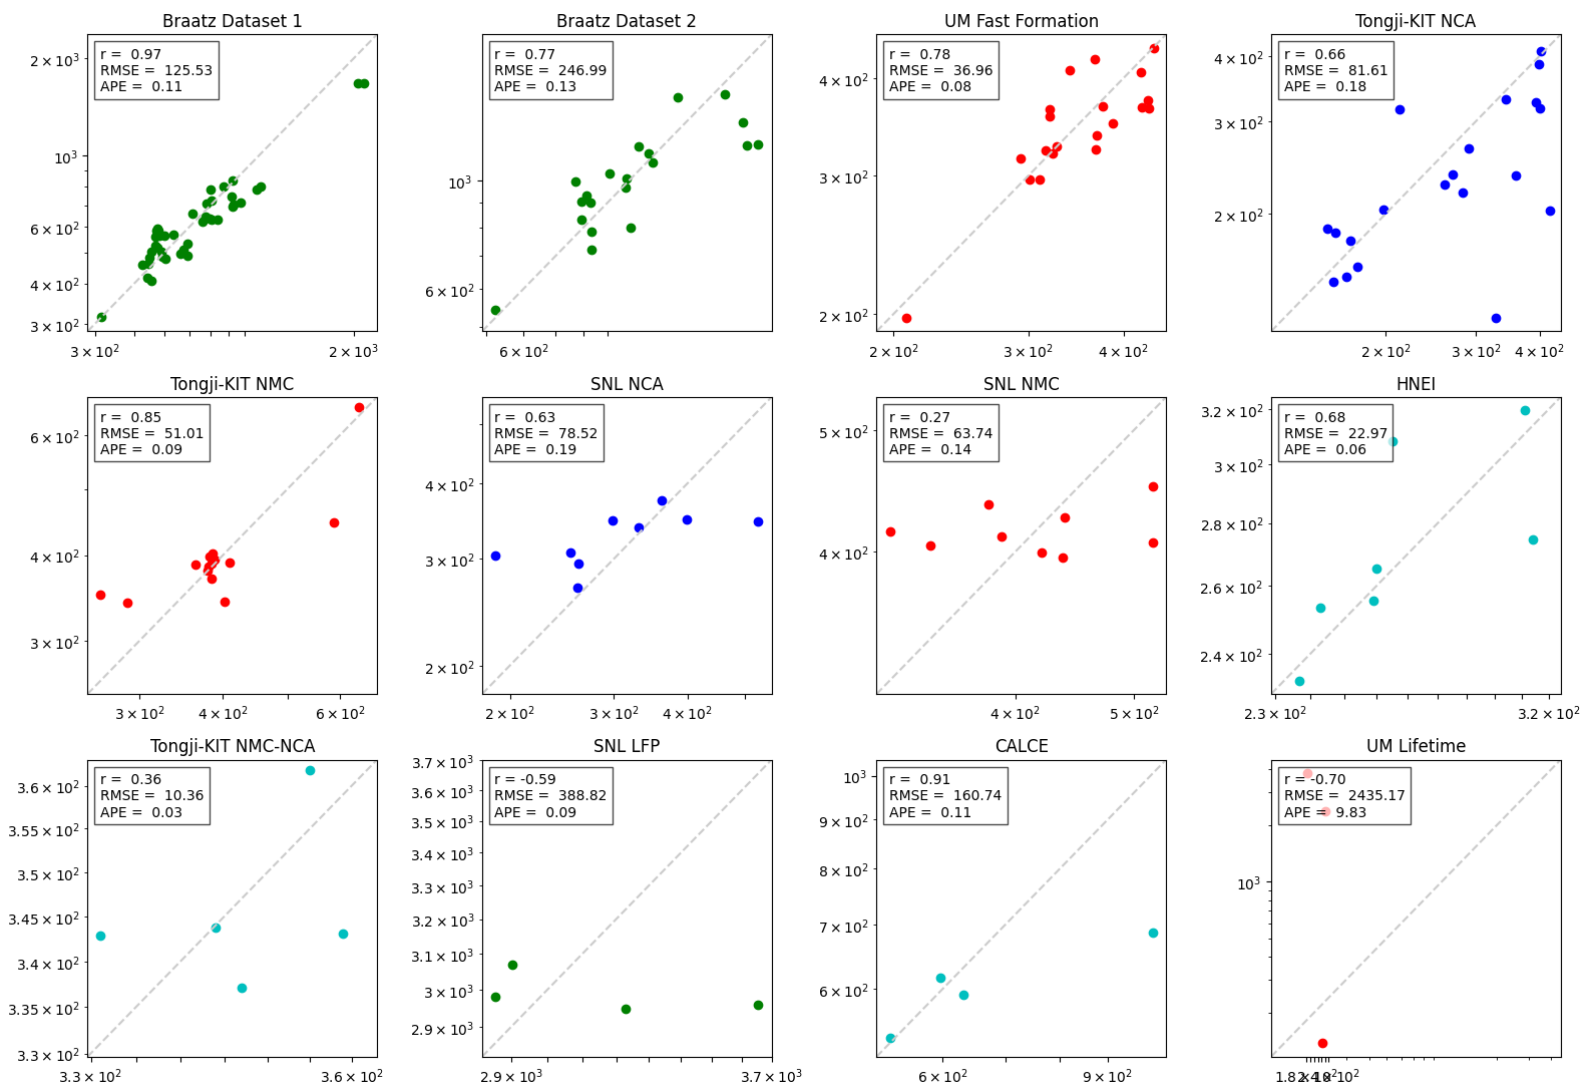 Braatz Dataset 1
r =  0.97
RMSE =  125.53
APE =  0.11
2 × 10³
10³
6 × 10²
4 × 10²
3 × 10²
3 × 10²
2 × 10³
Braatz Dataset 2
r =  0.77
RMSE =  246.99
APE =  0.13
10³
6 × 10²
6 × 10²
UM Fast Formation
r =  0.78
RMSE =  36.96
APE =  0.08
4 × 10²
3 × 10²
2 × 10²
2 × 10²
3 × 10²
4 × 10²
Tongji-KIT NCA
r =  0.66
RMSE =  81.61
APE =  0.18
4 × 10²
3 × 10²
2 × 10²
2 × 10²
3 × 10²
4 × 10²
Tongji-KIT NMC
r =  0.85
RMSE =  51.01
APE =  0.09
6 × 10²
4 × 10²
3 × 10²
3 × 10²
4 × 10²
6 × 10²
SNL NCA
r =  0.63
RMSE =  78.52
APE =  0.19
4 × 10²
3 × 10²
2 × 10²
2 × 10²
3 × 10²
4 × 10²
SNL NMC
r =  0.27
RMSE =  63.74
APE =  0.14
5 × 10²
4 × 10²
4 × 10²
5 × 10²
HNEI
r =  0.68
RMSE =  22.97
APE =  0.06
3.2 × 10²
3 × 10²
2.8 × 10²
2.6 × 10²
2.4 × 10²
2.3 × 10²
3.2 × 10²
Tongji-KIT NMC-NCA
r =  0.36
RMSE =  10.36
APE =  0.03
3.6 × 10²
3.55 × 10²
3.5 × 10²
3.45 × 10²
3.4 × 10²
3.35 × 10²
3.3 × 10²
3.3 × 10²
3.6 × 10²
SNL LFP
r = -0.59
RMSE =  388.82
APE =  0.09
3.7 × 10³
3.6 × 10³
3.5 × 10³
3.4 × 10³
3.3 × 10³
3.2 × 10³
3.1 × 10³
3 × 10³
2.9 × 10³
2.9 × 10³
3.7 × 10³
CALCE
r =  0.91
RMSE =  160.74
APE =  0.11
10³
9 × 10²
8 × 10²
7 × 10²
6 × 10²
6 × 10²
9 × 10²
UM Lifetime
r = -0.70
RMSE =  2435.17
APE =  9.83
10³